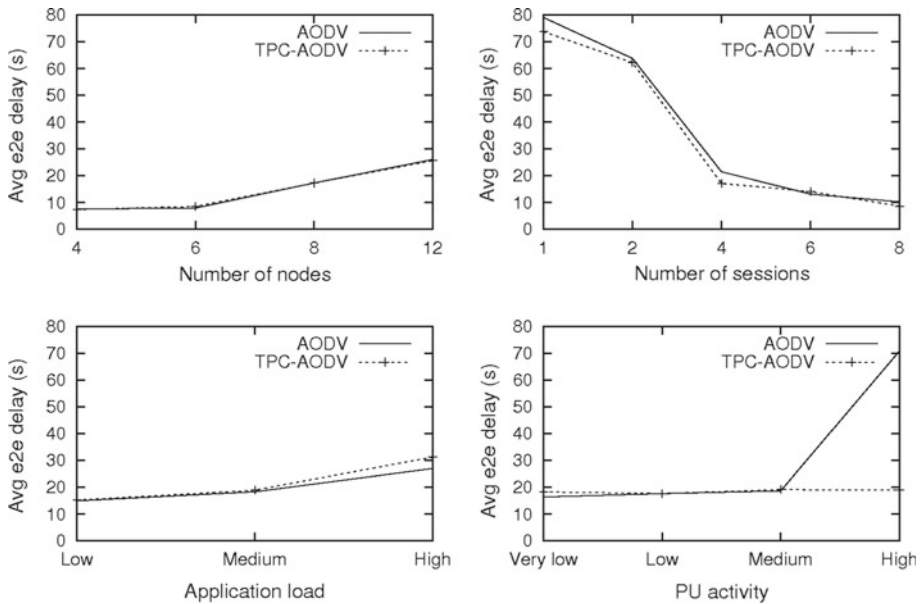 80
70
60
50
40
30
20
10
0
Avg e2e delay (s)
AODV
TPC-AODV
4 6 8 12
Number of nodes
80
70
60
50
40
30
20
10
0
Avg e2e delay (s)
AODV
TPC-AODV
1 2 4 6 8
Number of sessions
80
70
60
50
40
30
20
10
0
Avg e2e delay (s)
AODV
TPC-AODV
Low Medium High
Application load
80
70
60
50
40
30
20
10
0
Avg e2e delay (s)
AODV
TPC-AODV
Very low Low Medium High
PU activity